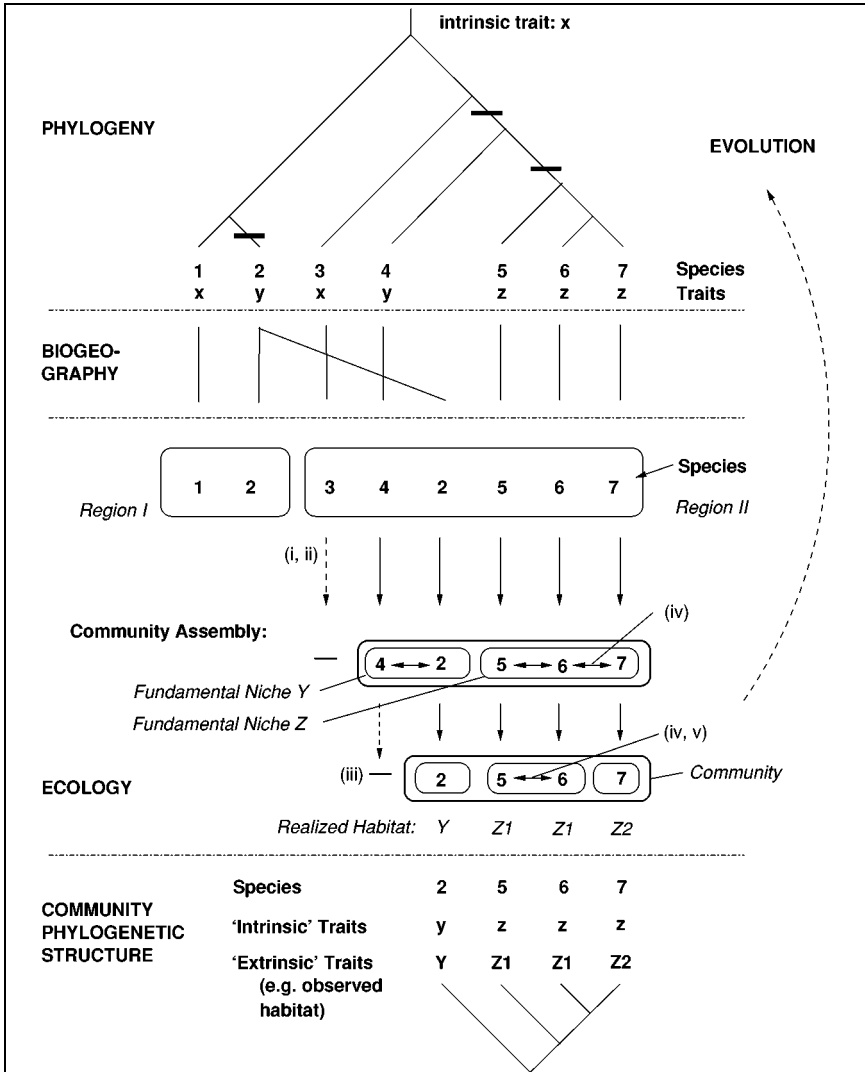 intrinsic trait: x
PHYLOGENY
EVOLUTION
1 2 3 4 5 6 7 Species
x y x y z z z Traits
BIOGEO-
GRAPHY
Species
1 2 3 4 2 5 6 7
Region I Region II
(i, ii)
(iv)
Community Assembly:
4 2 5 6 7
Fundamental Niche Y
Fundamental Niche Z
(iv, v)
(iii) 2 5 6 7 Community
ECOLOGY
Realized Habitat: Y Z1 Z1 Z2
Species 2 5 6 7
COMMUNITY
PHYLOGENETIC
STRUCTURE
'Intrinsic' Traits y z z z
'Extrinsic' Traits Y Z1 Z1 Z2
(e.g. observed
habitat)